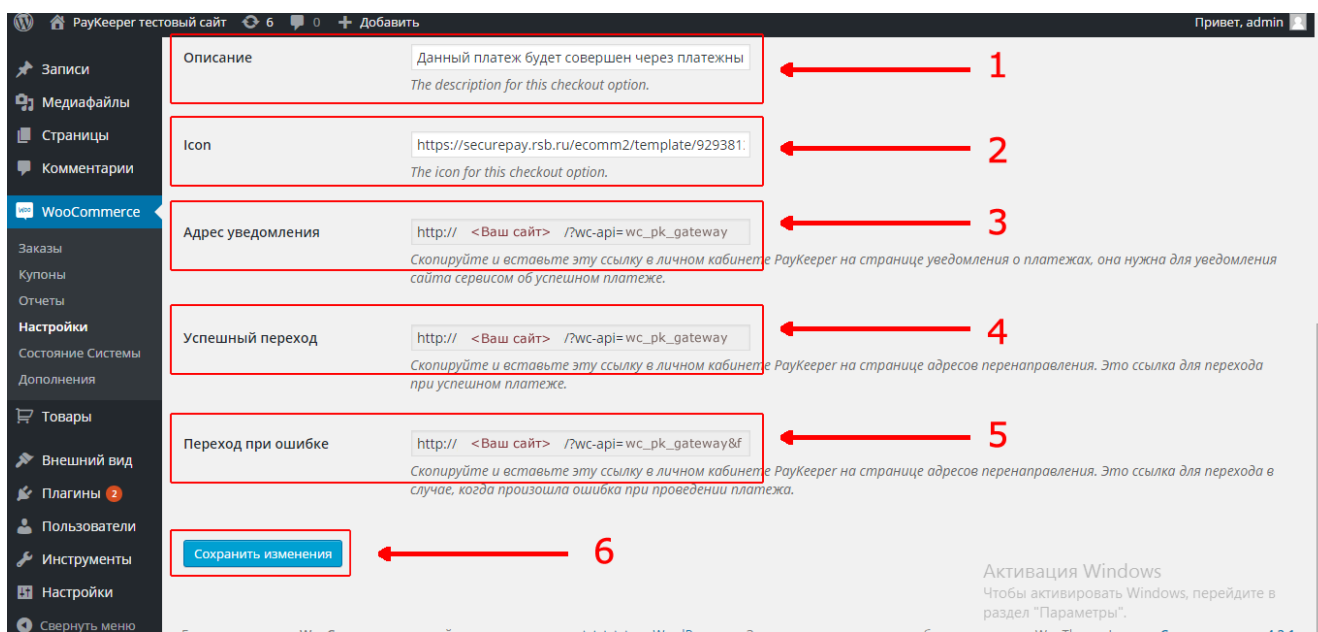 PayKeeper тестовый сайт 6 0 + Добавить Привет, admin
Записи
Медиафайлы
Страницы
Комментарии
WooCommerce
Заказы
Купоны
Отчеты
Настройки
Состояние Системы
Дополнения
Товары
Внешний вид
Плагины 2
Пользователи
Инструменты
Настройки
Свернуть меню
Описание Данный платеж будет совершен через платежны 1
The description for this checkout option.
Icon https://securepay.rsb.ru/ecomm2/template/929381 2
The icon for this checkout option.
Адрес уведомления http:// <Ваш сайт> /?wc-api=wc_pk_gateway 3
Скопируйте и вставьте эту ссылку в личном кабинете PayKeeper на странице уведомления о платежах, она нужна для уведомления
сайта сервисом об успешном платеже.
Успешный переход http:// <Ваш сайт> /?wc-api=wc_pk_gateway 4
Скопируйте и вставьте эту ссылку в личном кабинете PayKeeper на странице адресов перенаправления. Это ссылка для перехода
при успешном платеже.
Переход при ошибке http:// <Ваш сайт> /?wc-api=wc_pk_gateway&f 5
Скопируйте и вставьте эту ссылку в личном кабинете PayKeeper на странице адресов перенаправления. Это ссылка для перехода в
случае, когда произошла ошибка при проведении платежа.
Сохранить изменения 6
Активация Windows
Чтобы активировать Windows, перейдите в
раздел "Параметры".